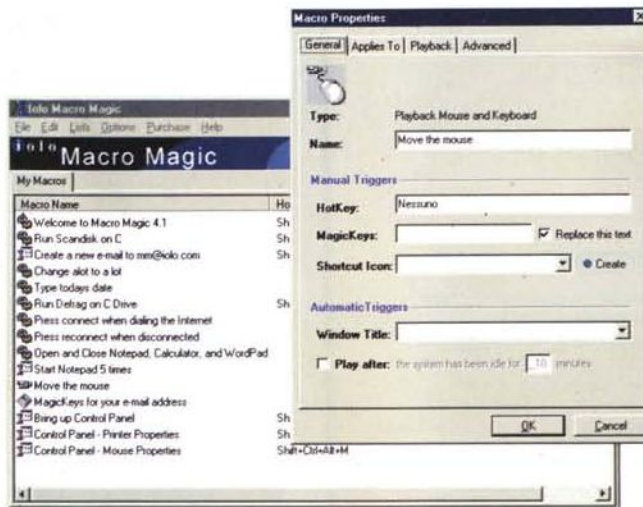 Iolo Macro Magic
File Edit Lists Options Purchase Help
iolo
Macro Magic
My Macros
Macro Name Ho
Welcome to Macro Magic 4.1 Sh
Run Scandisk on C Sh
Create a new e-mail to mm@iolo.com Sh
Change alot to a lot
Type todays date
Run Defrag on C Drive Sh
Press connect when dialing the Internet
Press reconnect when disconnected
Open and Close Notepad, Calculator, and WordPad
Start Notepad 5 times
Move the mouse
MagicKeys for your e-mail address
Bring up Control Panel Sh
Control Panel - Printer Properties Sh
Control Panel - Mouse Properties Shift+Ctrl+Alt+M
Macro Properties
General Applies To Playback Advanced
Type: Playback Mouse and Keyboard
Name: Move the mouse
Manual Triggers
HotKey: Nessuno
MagicKeys: Replace this text
Shortcut Icon: Create
Automatic Triggers
Window Title:
Play after: the system has been idle for 10 minutes
OK Cancel